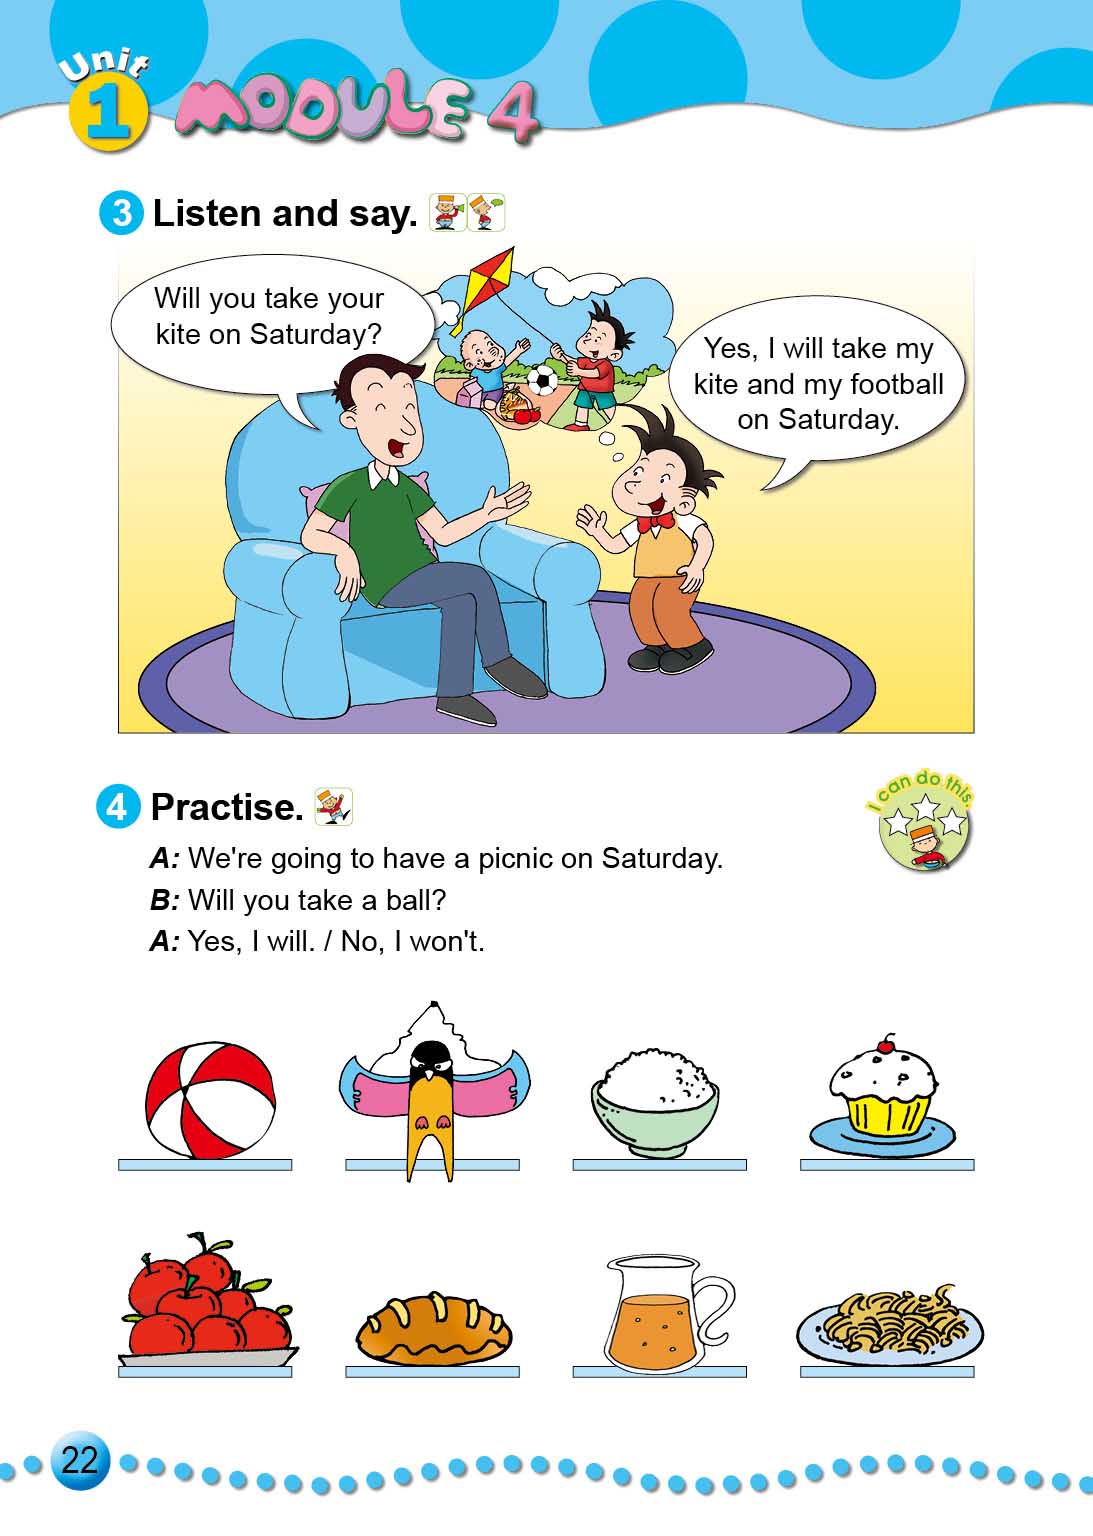 Unit
1
MODULE 4
3 Listen and say.
Will you take your
kite on Saturday?
Yes, I will take my
kite and my football
on Saturday.
4 Practise.
I can do this.
A: We're going to have a picnic on Saturday.
B: Will you take a ball?
A: Yes, I will. / No, I won't.
22